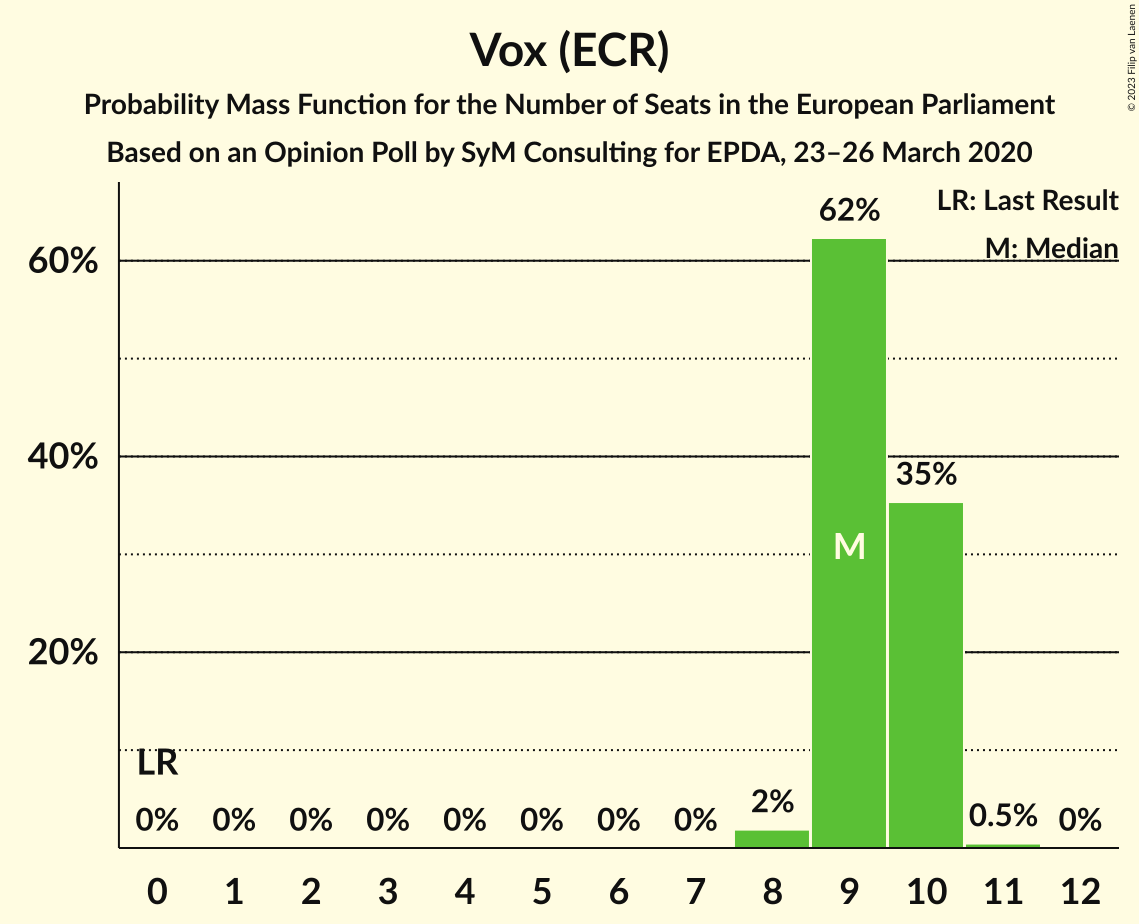 Vox (ECR)
Probability Mass Function for the Number of Seats in the European Parliament
Based on an Opinion Poll by SyM Consulting for EPDA, 23–26 March 2020
© 2023 Filip van Laenen
LR: Last Result
M: Median
60%
40%
20%
62%
35%
M
LR
0% 0% 0% 0% 0% 0% 0% 0% 2% 0.5% 0%
0 1 2 3 4 5 6 7 8 9 10 11 12